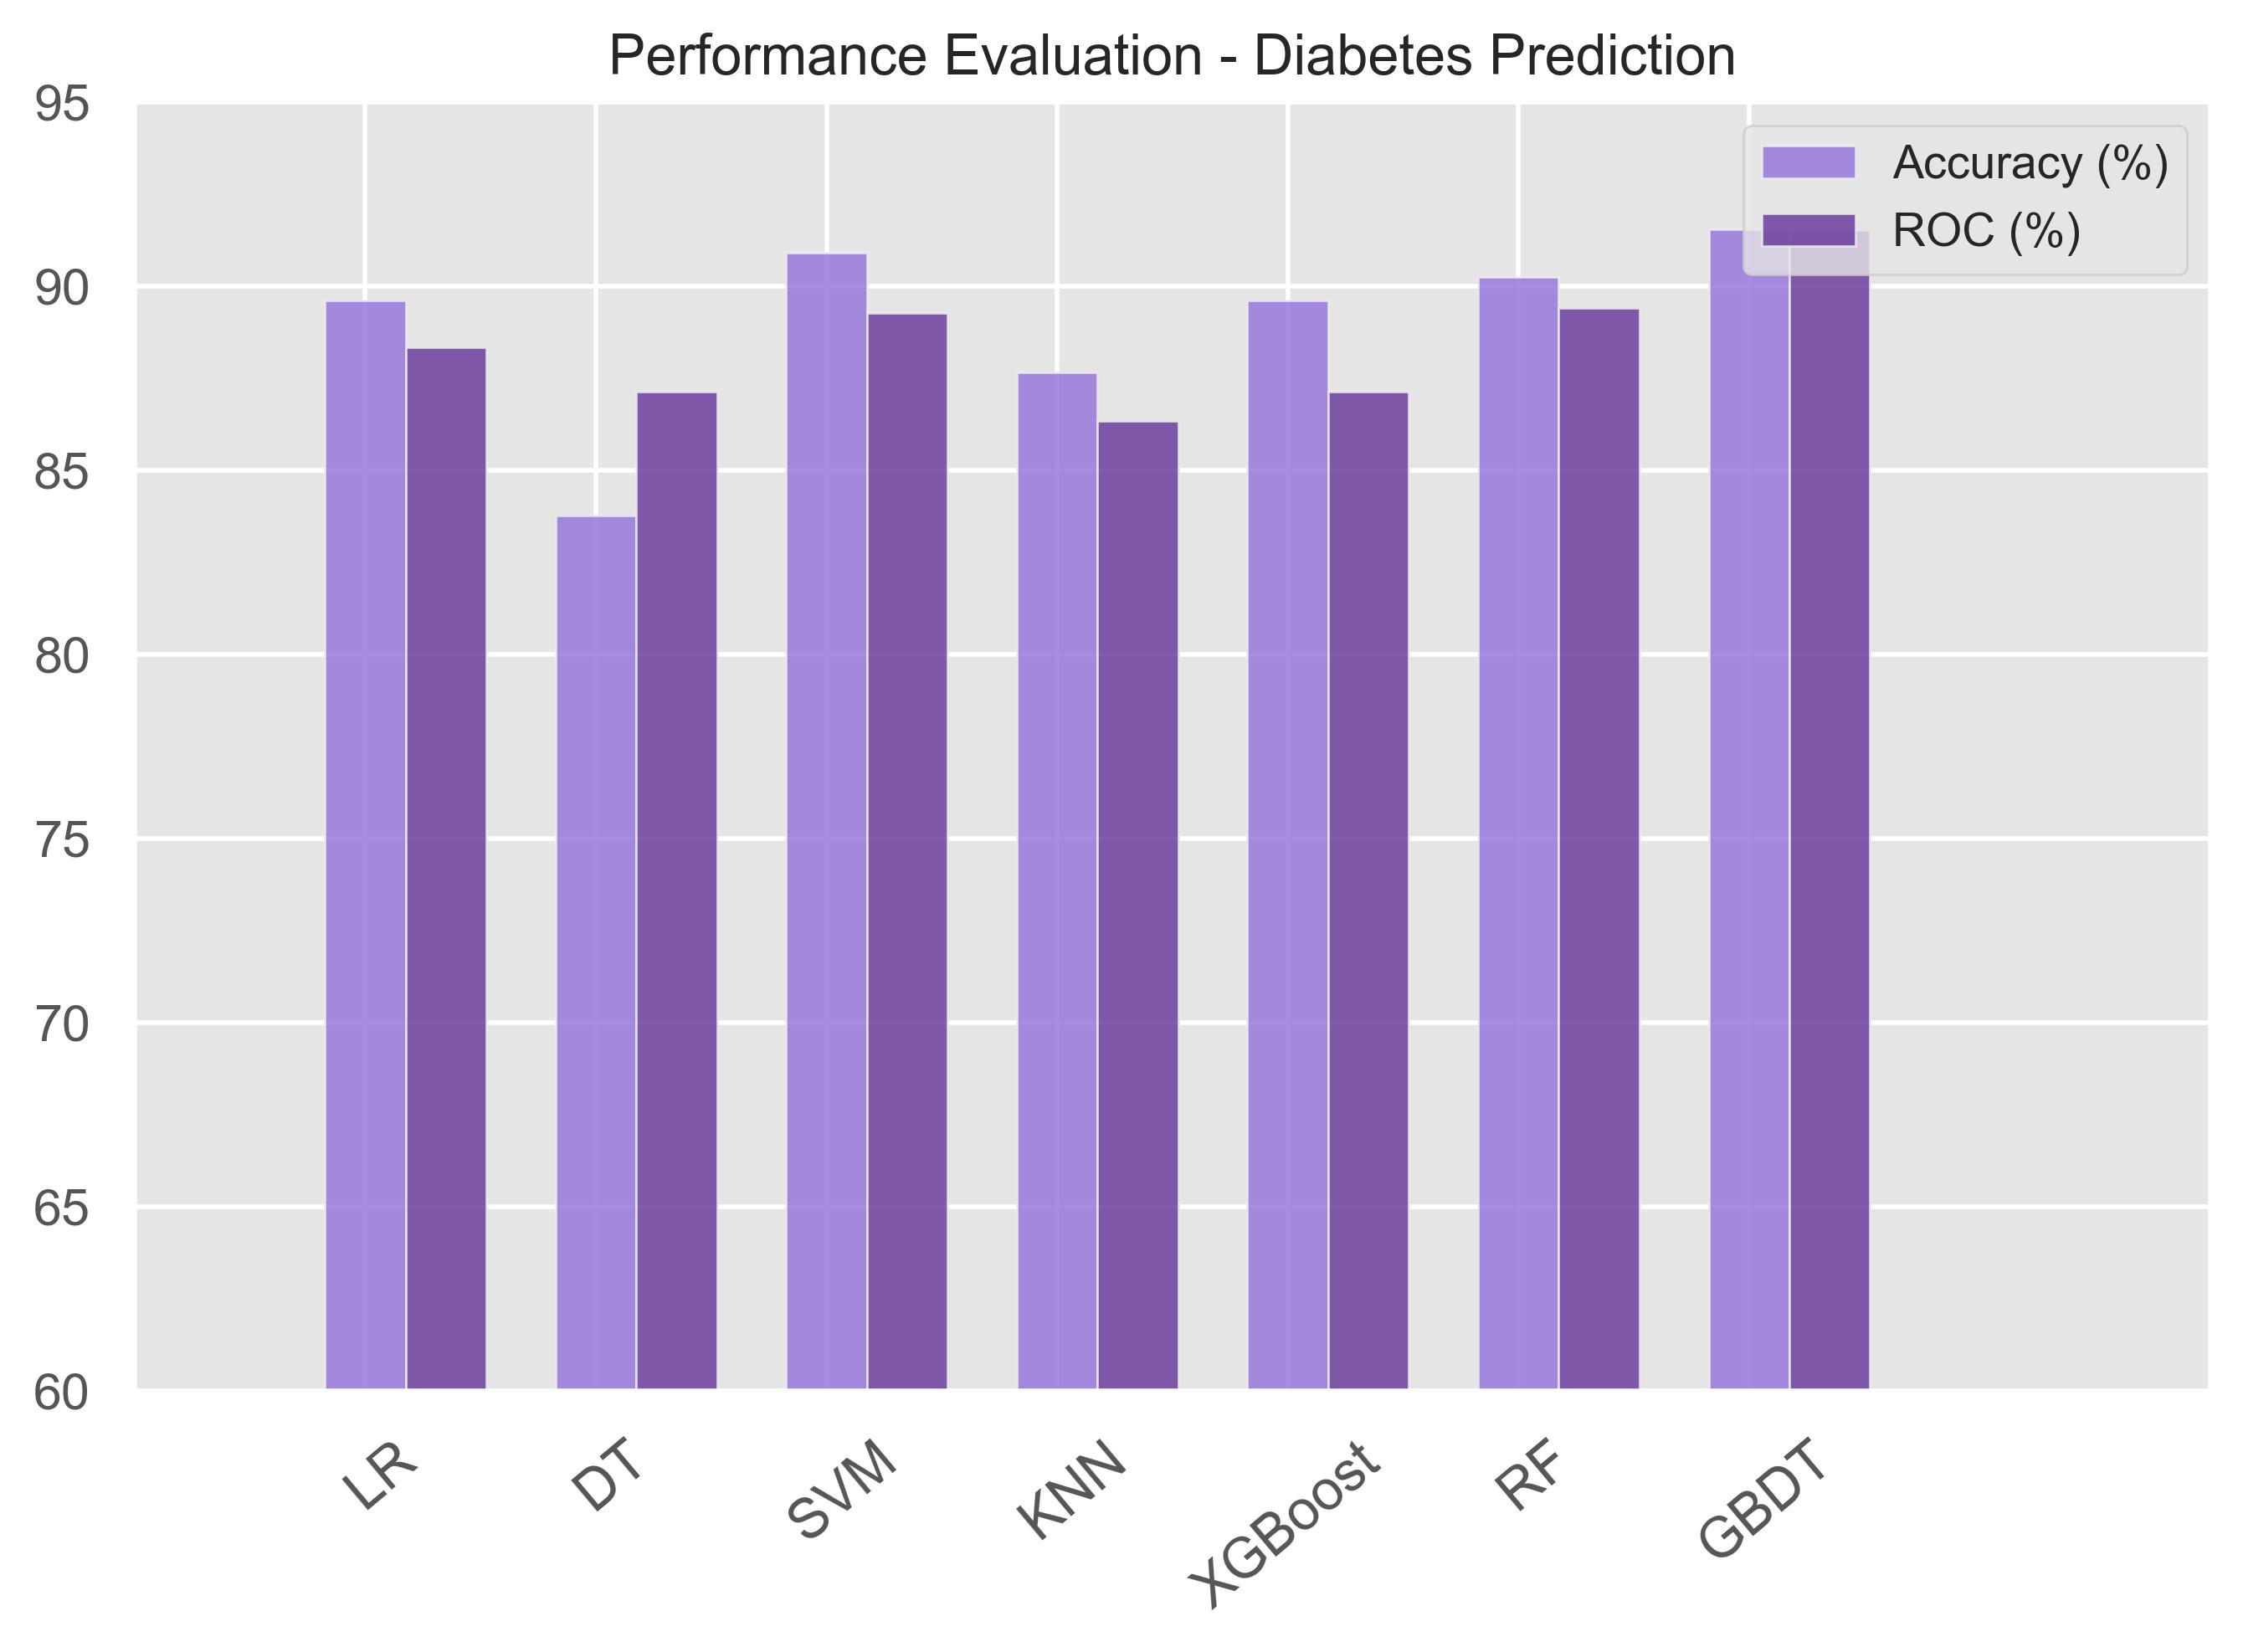 Performance Evaluation - Diabetes Prediction
95
Accuracy (%)
ROC (%)
90
85
80
75
70
65
60
LR
DT
SVM
KNN
XGBoost
RF
GBDT